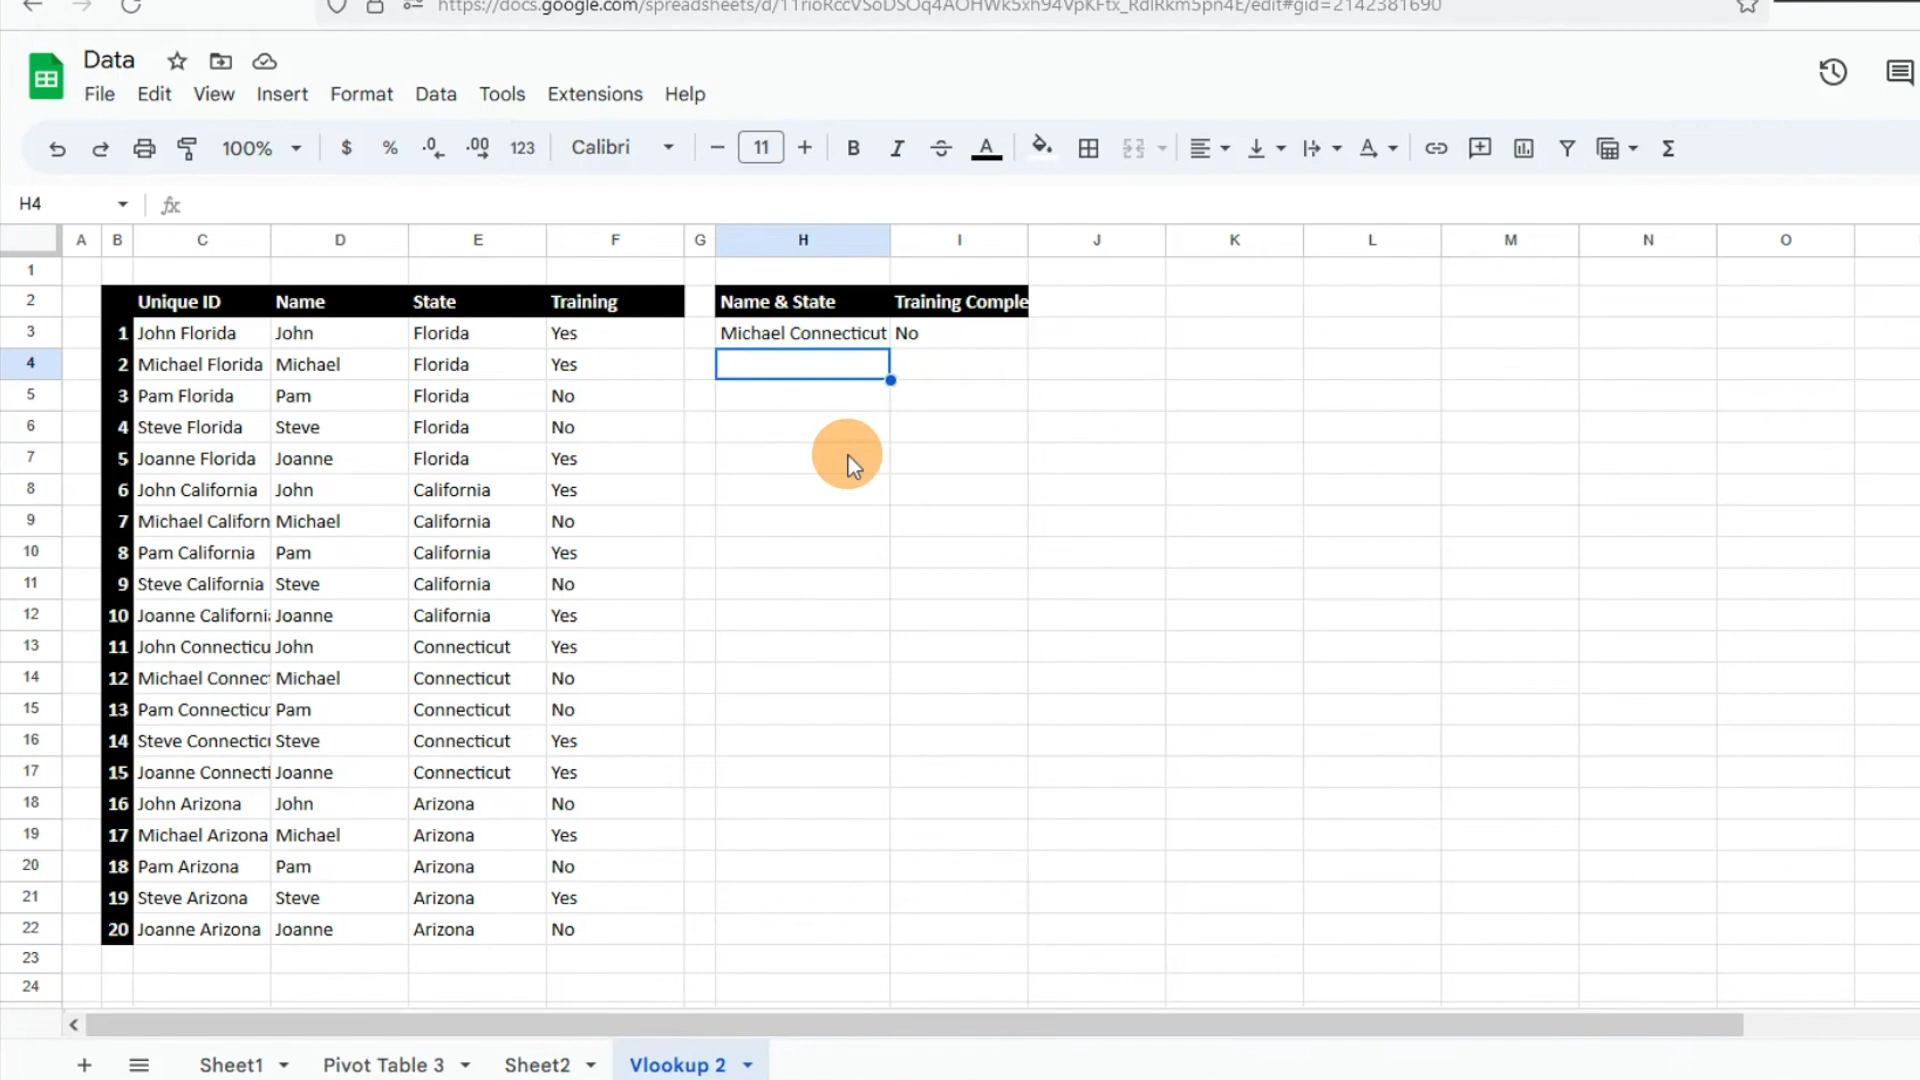 https://docs.google.com/spreadsheets/d/11rioRccVSoDSOq4AOHWk5xh94VpKFtx_RdlRkm5pn4E/edit#gid=2142381690
Data
File Edit View Insert Format Data Tools Extensions Help
100% $ % .0 .00 123 Calibri 11 B I S A A Σ
H4 fx
A B C D E F G H I J K L M N O
1
2 Unique ID Name State Training Name & State Training Comple
3 1 John Florida John Florida Yes Michael Connecticut No
4 2 Michael Florida Michael Florida Yes
5 3 Pam Florida Pam Florida No
6 4 Steve Florida Steve Florida No
7 5 Joanne Florida Joanne Florida Yes
8 6 John California John California Yes
9 7 Michael Californ Michael California No
10 8 Pam California Pam California Yes
11 9 Steve California Steve California No
12 10 Joanne Californi Joanne California Yes
13 11 John Connecticu John Connecticut Yes
14 12 Michael Connec Michael Connecticut No
15 13 Pam Connecticu Pam Connecticut No
16 14 Steve Connectic Steve Connecticut Yes
17 15 Joanne Connecti Joanne Connecticut Yes
18 16 John Arizona John Arizona No
19 17 Michael Arizona Michael Arizona Yes
20 18 Pam Arizona Pam Arizona No
21 19 Steve Arizona Steve Arizona Yes
22 20 Joanne Arizona Joanne Arizona No
23
24
Sheet1 Pivot Table 3 Sheet2 Vlookup 2